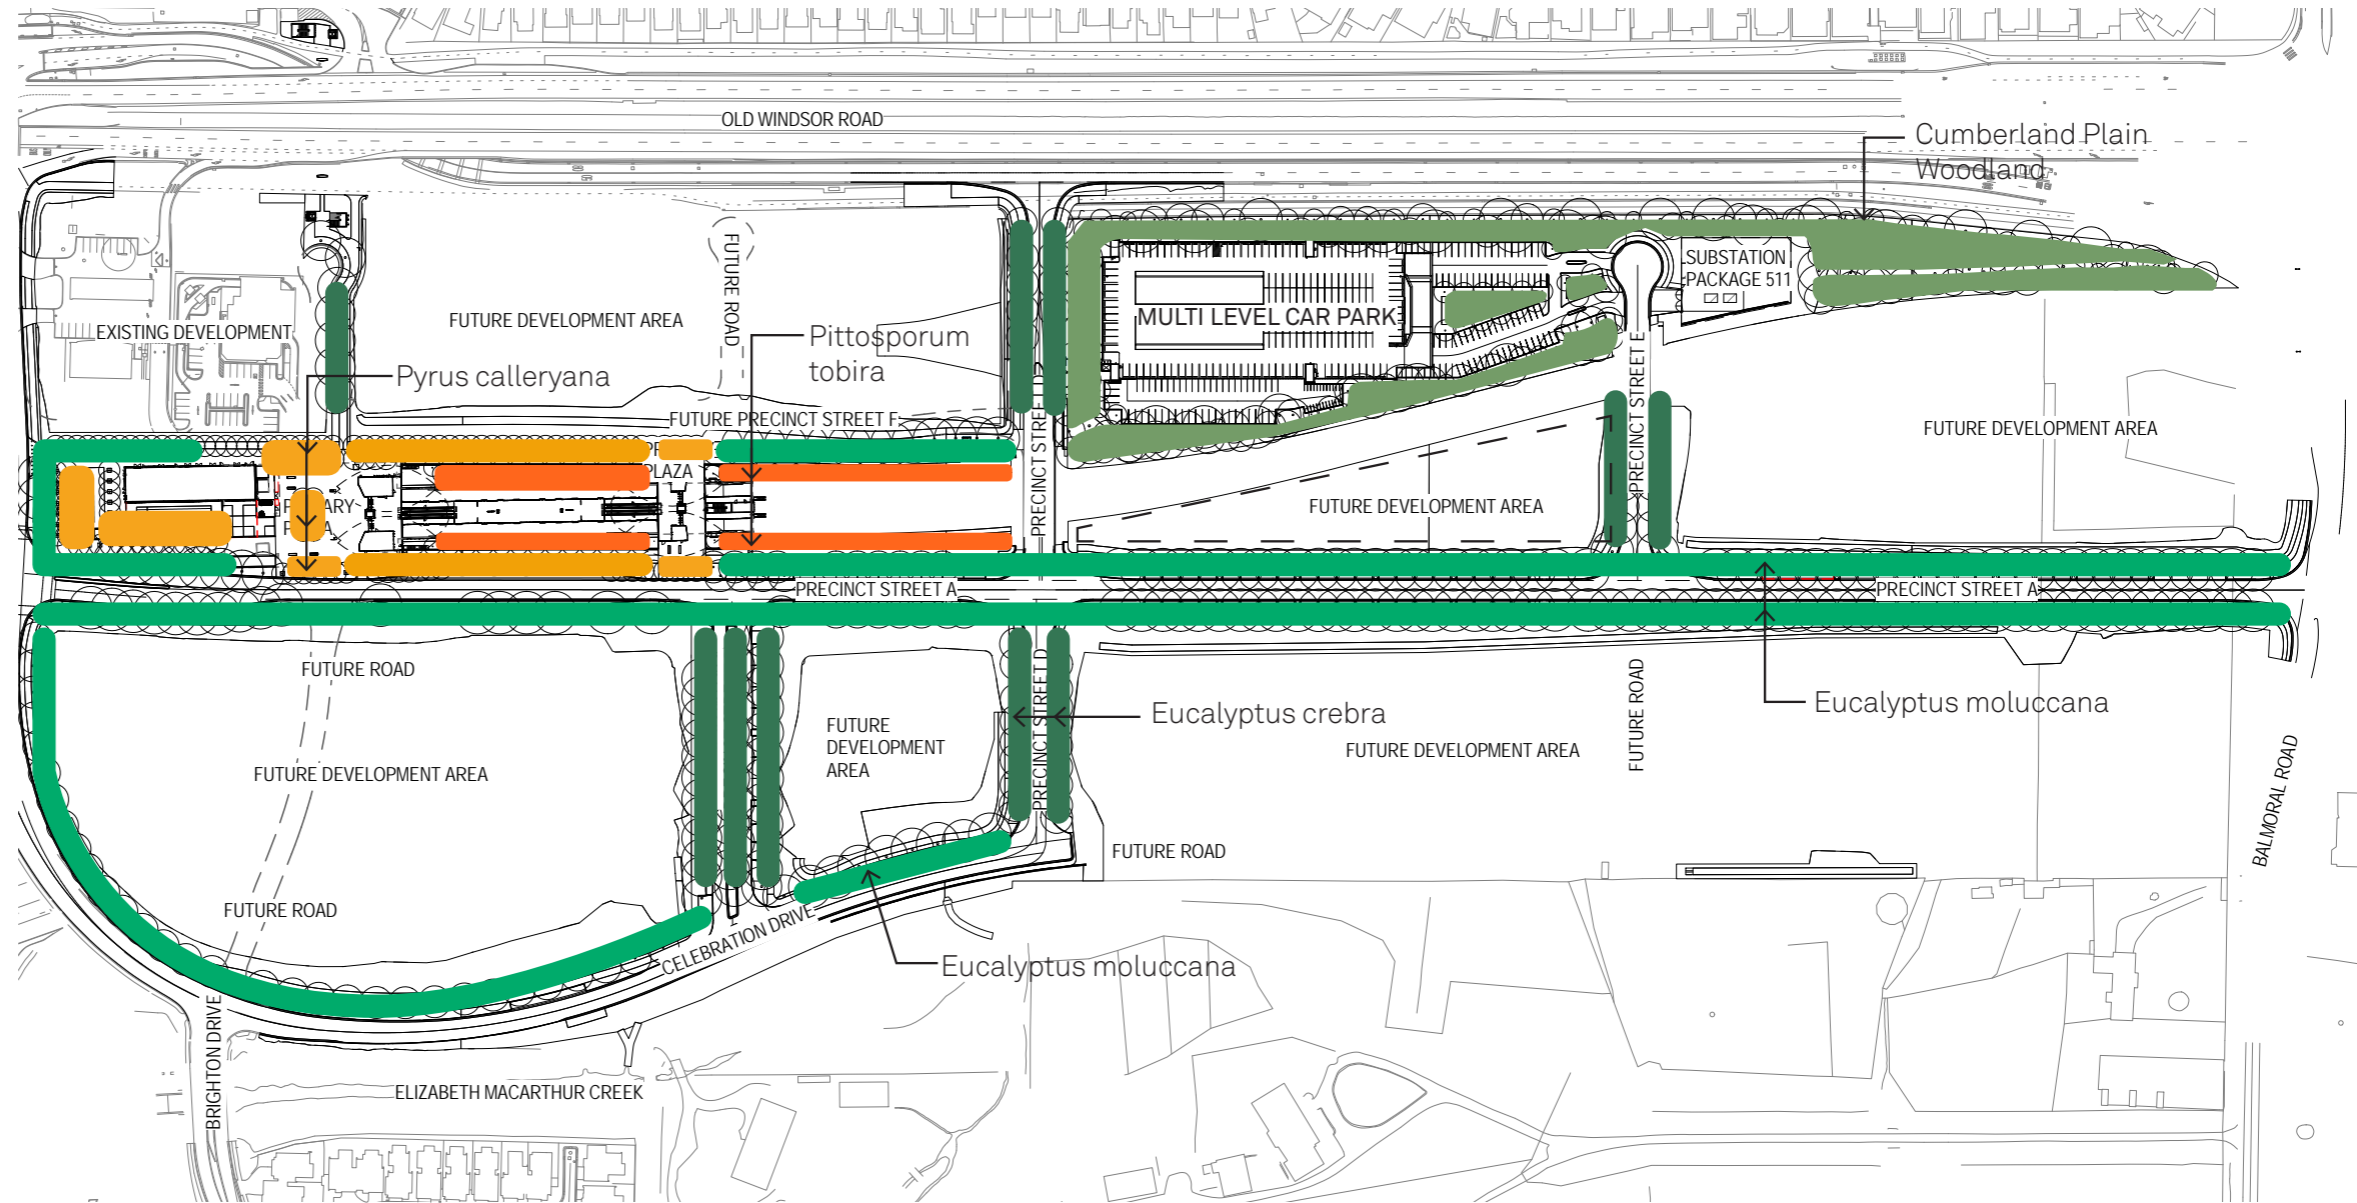 OLD WINDSOR ROAD
Cumberland Plain
Woodland
FUTURE ROAD
SUBSTATION
PACKAGE 511
EXISTING DEVELOPMENT
FUTURE DEVELOPMENT AREA
MULTI LEVEL CAR PARK
Pittosporum
tobira
Pyrus calleryana
PRECINCT STREET E
FUTURE PRECINCT STREET F
FUTURE DEVELOPMENT AREA
PLAZA
PRECINCT STREET D
FUTURE DEVELOPMENT AREA
PRECINCT STREET A
PRECINCT STREET A
FUTURE ROAD
FUTURE ROAD
PRECINCT STREET D
Eucalyptus crebra
Eucalyptus moluccana
FUTURE
DEVELOPMENT
AREA
FUTURE DEVELOPMENT AREA
FUTURE DEVELOPMENT AREA
BALMORAL ROAD
FUTURE ROAD
FUTURE ROAD
CELEBRATION DRIVE
Eucalyptus moluccana
BRIGHTON DRIVE
ELIZABETH MACARTHUR CREEK